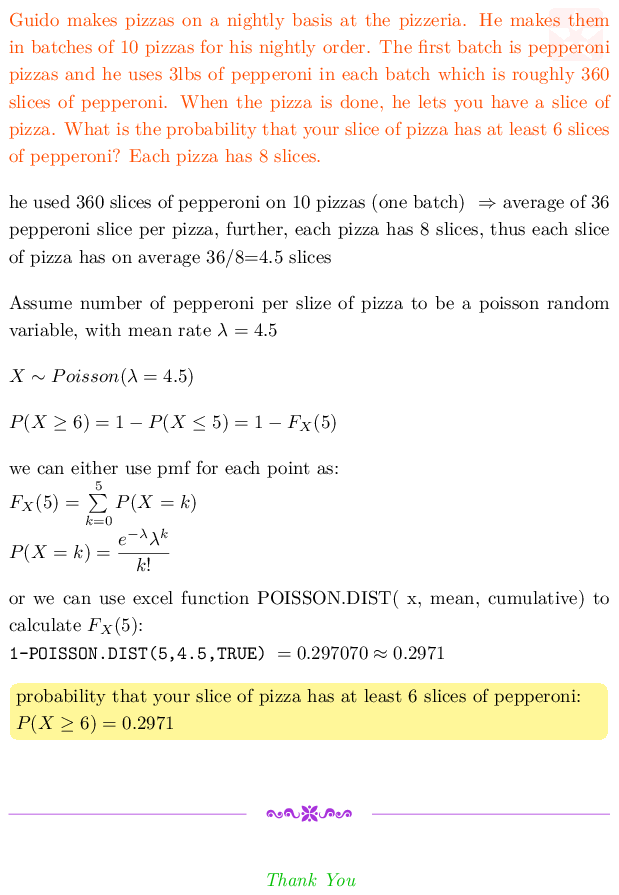 Guido makes pizzas on a nightly basis at the pizzeria. He makes them
in batches of 10 pizzas for his nightly order. The first batch is pepperoni
pizzas and he uses 3lbs of pepperoni in each batch which is roughly 360
slices of pepperoni. When the pizza is done, he lets you have a slice of
pizza. What is the probability that your slice of pizza has at least 6 slices
of pepperoni? Each pizza has 8 slices.
he used 360 slices of pepperoni on 10 pizzas (one batch) ⇒ average of 36
pepperoni slice per pizza, further, each pizza has 8 slices, thus each slice
of pizza has on average 36/8=4.5 slices
Assume number of pepperoni per slize of pizza to be a poisson random
variable, with mean rate λ = 4.5
X ∼ Poisson(λ = 4.5)
P(X ≥ 6) = 1 − P(X ≤ 5) = 1 − F_X(5)
we can either use pmf for each point as:
F_X(5) = \sum_{k=0}^{5} P(X = k)
P(X = k) = \frac{e^{-λ}λ^k}{k!}
or we can use excel function POISSON.DIST( x, mean, cumulative) to
calculate F_X(5):
1-POISSON.DIST(5,4.5,TRUE) = 0.297070 ≈ 0.2971
probability that your slice of pizza has at least 6 slices of pepperoni:
P(X ≥ 6) = 0.2971
Thank You